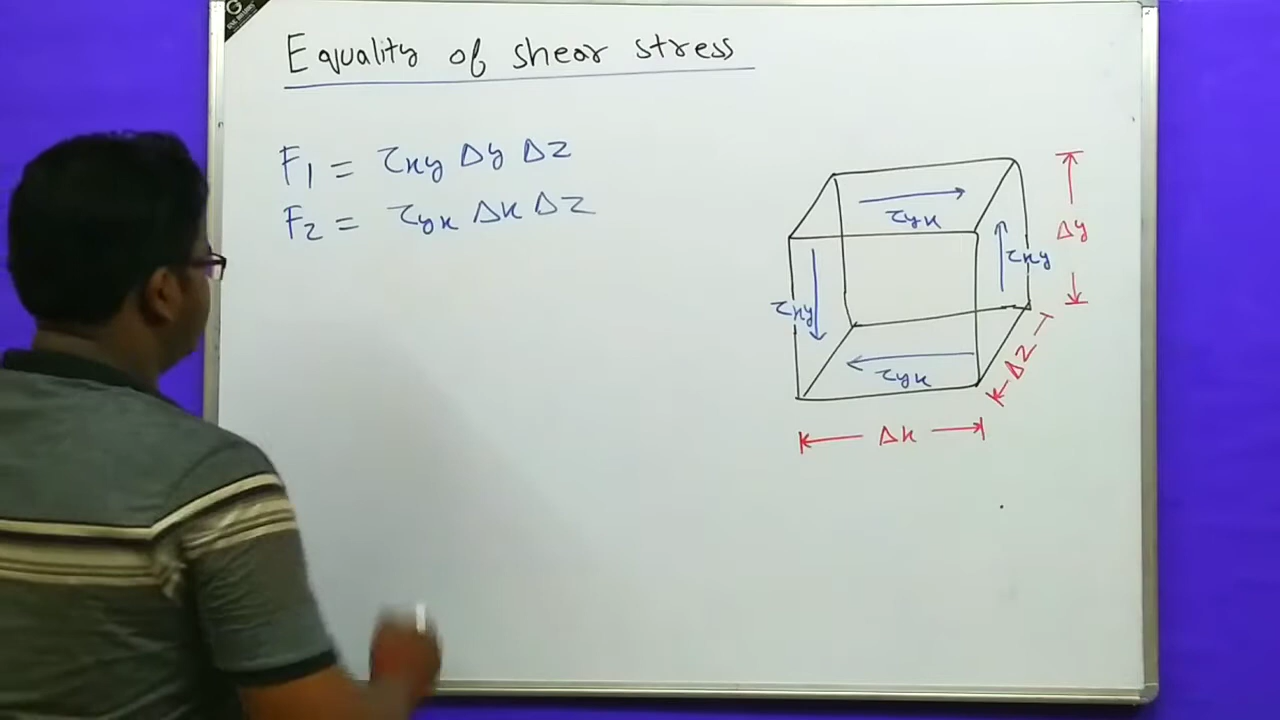 Equality of shear stress
F₁ = τxy Δy Δz
F₂ = τyx Δx Δz
τyx
Δy
τxy
τxy
τyx
Δz
Δx